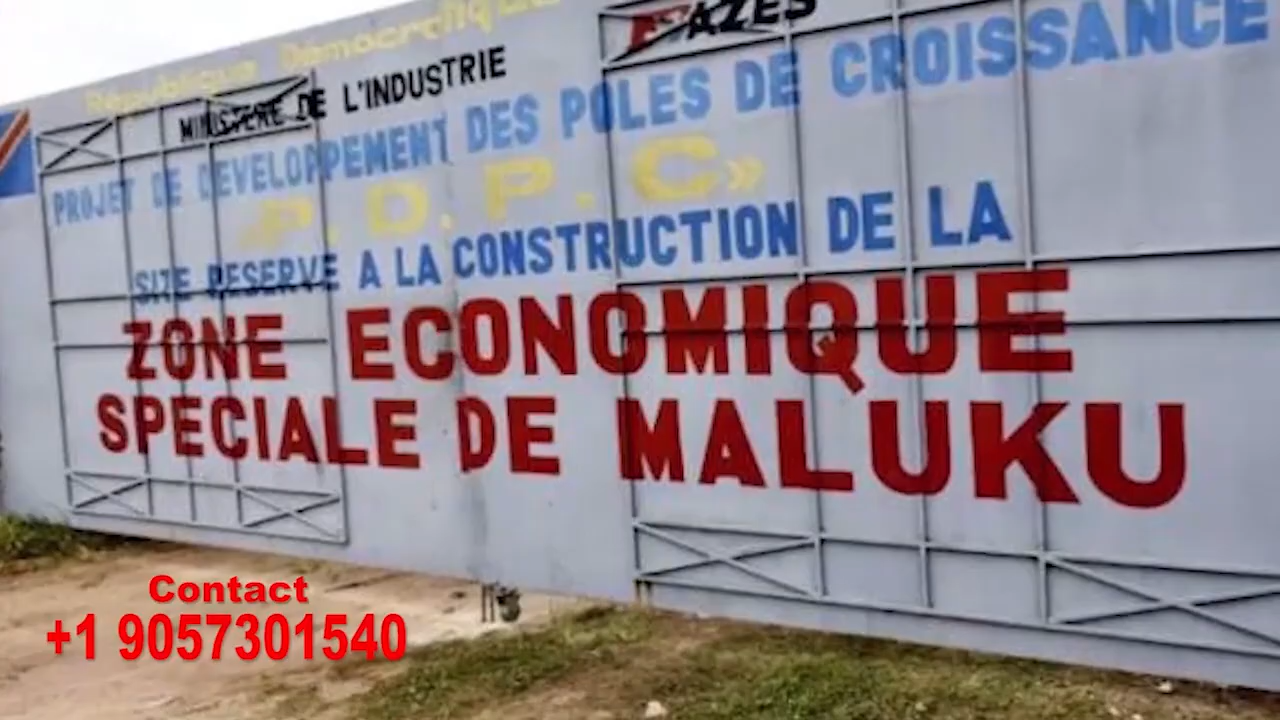 République Démocratique
AZES
MINISTERE DE L'INDUSTRIE
PROJET DE DEVELOPPEMENT DES POLES DE CROISSANCE
P.D.P.C»
SITE RESERVE A LA CONSTRUCTION DE LA
ZONE ECONOMIQUE
SPECIALE DE MALUKU
Contact
+1 9057301540